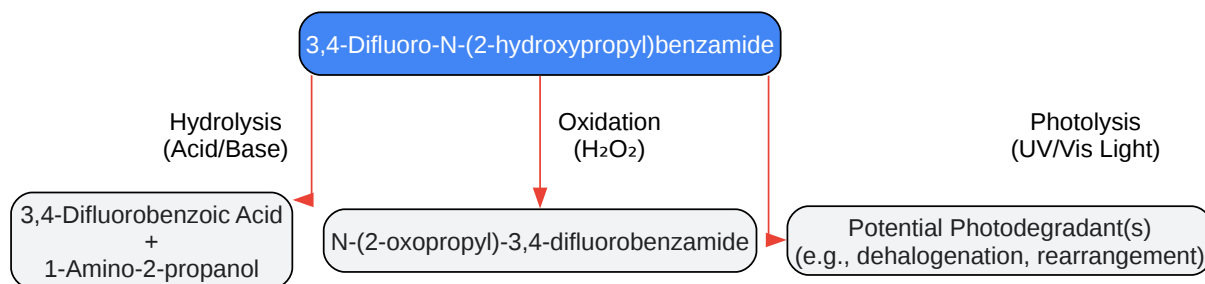 3,4-Difluoro-N-(2-hydroxypropyl)benzamide
Hydrolysis
(Acid/Base)
Oxidation
(H₂O₂)
Photolysis
(UV/Vis Light)
3,4-Difluorobenzoic Acid
+
1-Amino-2-propanol
N-(2-oxopropyl)-3,4-difluorobenzamide
Potential Photodegradant(s)
(e.g., dehalogenation, rearrangement)